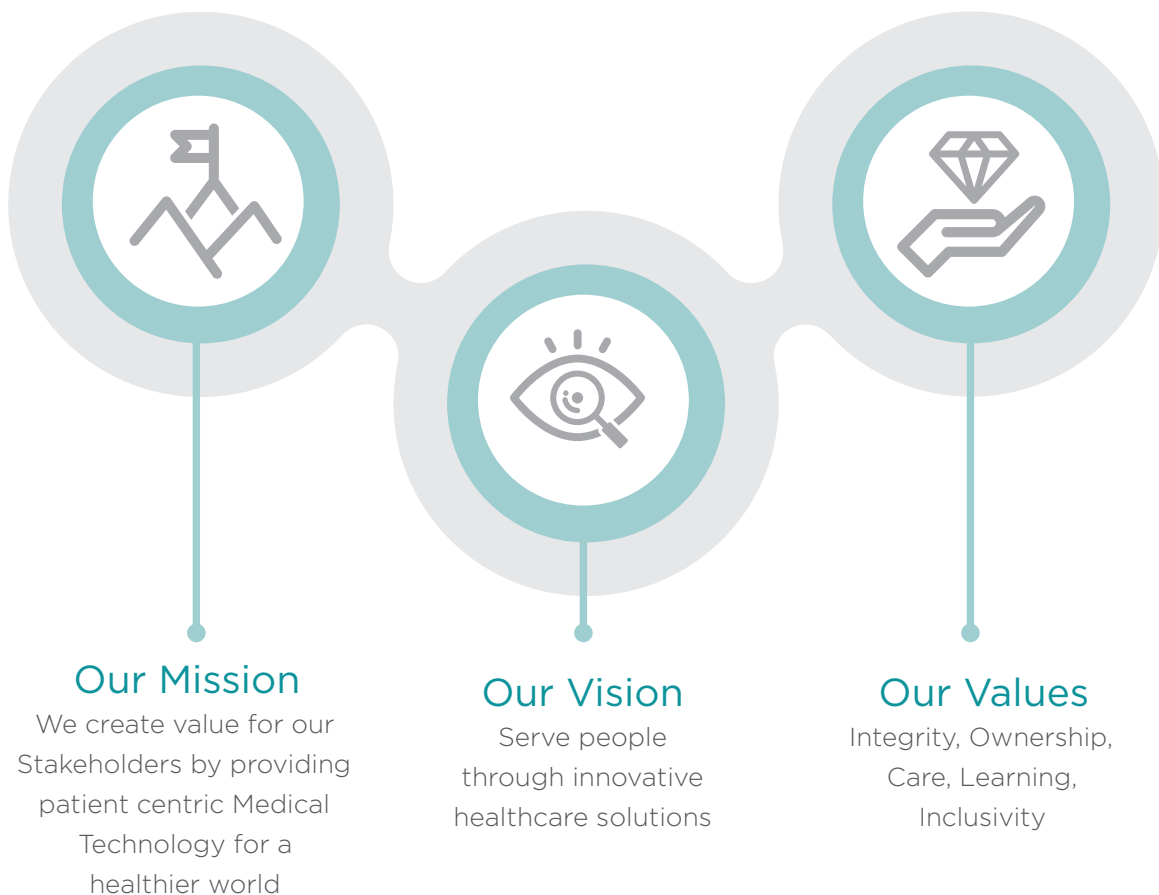 Our Mission
We create value for our
Stakeholders by providing
patient centric Medical
Technology for a
healthier world
Our Vision
Serve people
through innovative
healthcare solutions
Our Values
Integrity, Ownership,
Care, Learning,
Inclusivity